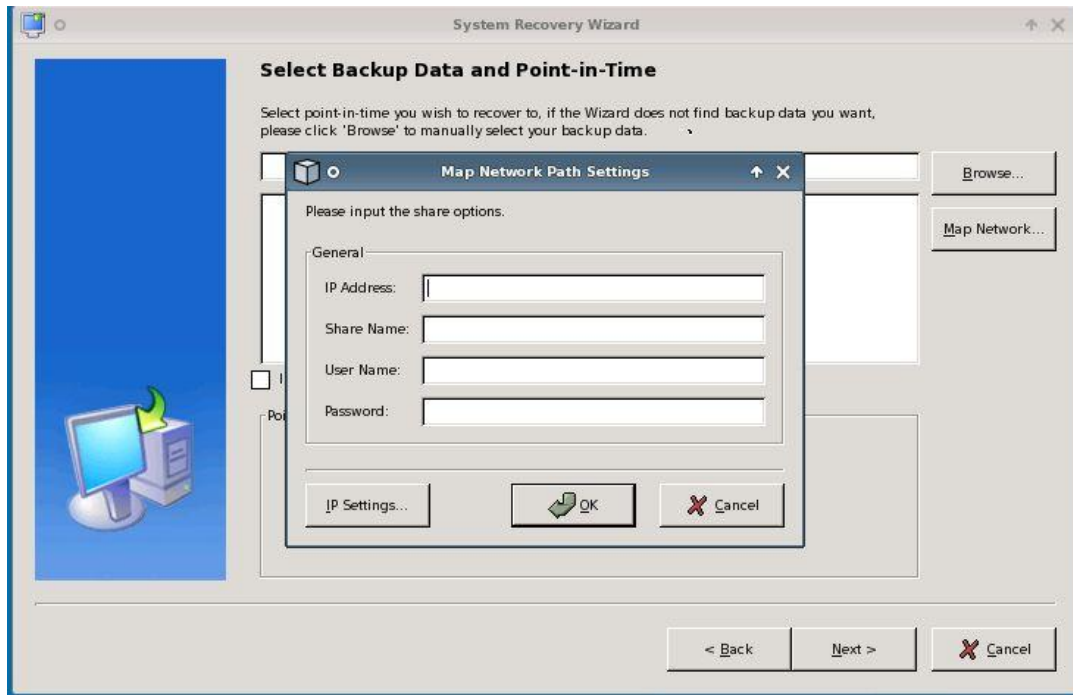 System Recovery Wizard
Select Backup Data and Point-in-Time
Select point-in-time you wish to recover to, if the Wizard does not find backup data you want,
please click 'Browse' to manually select your backup data.
Browse...
Map Network...
Map Network Path Settings
Please input the share options.
General
IP Address:
Share Name:
User Name:
Password:
IP Settings...
OK
Cancel
I
Poi
< Back
Next >
Cancel